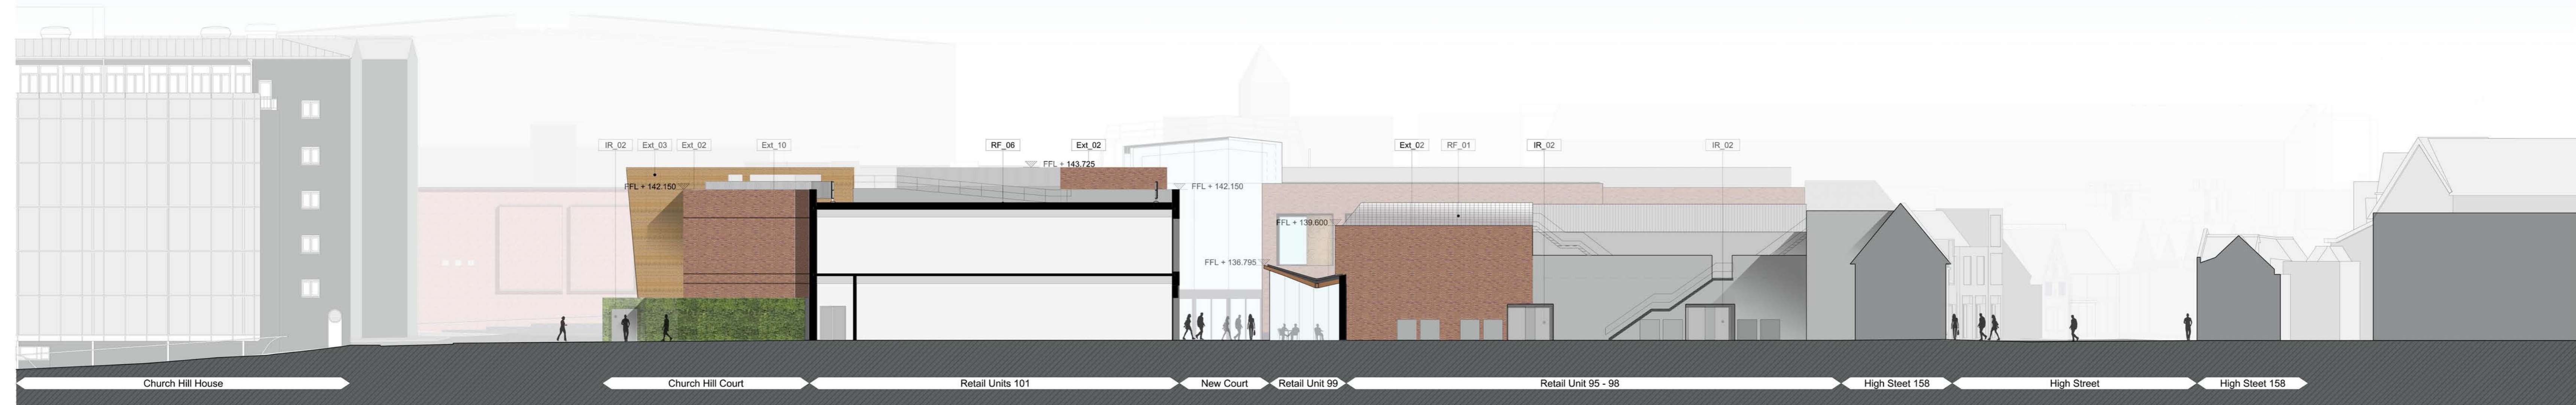 IR_02 Ext_03 Ext_02 Ext_10 RF_06 Ext_02 Ext_02 RF_01 IR_02 IR_02
FFL + 143.725
FFL + 142.150 FFL + 142.150
FFL + 139.600
FFL + 136.795
Church Hill House Church Hill Court Retail Units 101 New Court Retail Unit 99 Retail Unit 95 - 98 High Steet 158 High Street High Steet 158